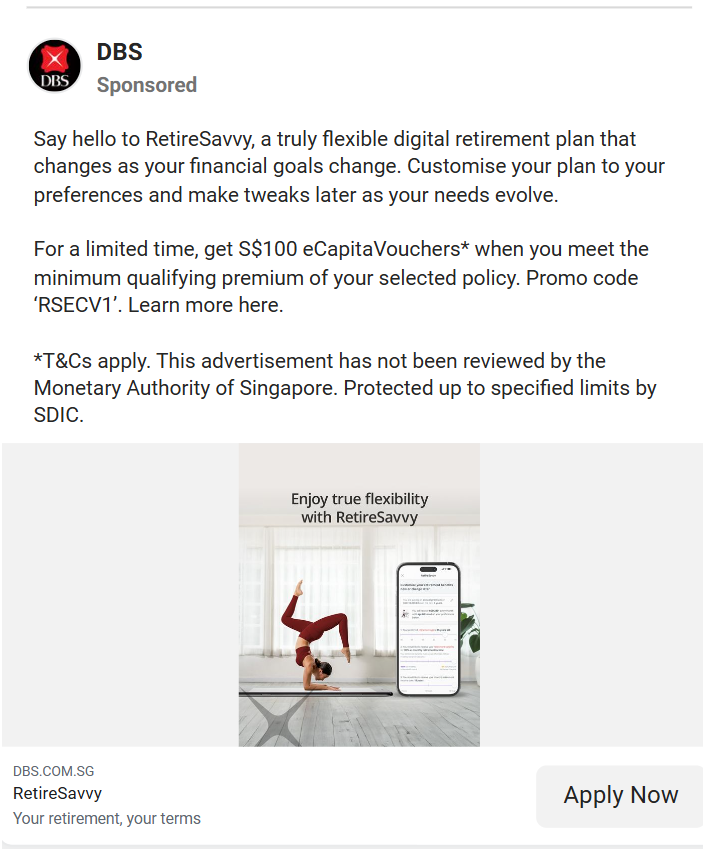 DBS
DBS
Sponsored
Say hello to RetireSavvy, a truly flexible digital retirement plan that
changes as your financial goals change. Customise your plan to your
preferences and make tweaks later as your needs evolve.
For a limited time, get S$100 eCapitaVouchers* when you meet the
minimum qualifying premium of your selected policy. Promo code
‘RSECV1’. Learn more here.
*T&Cs apply. This advertisement has not been reviewed by the
Monetary Authority of Singapore. Protected up to specified limits by
SDIC.
Enjoy true flexibility
with RetireSavvy
DBS.COM.SG
RetireSavvy
Your retirement, your terms
Apply Now